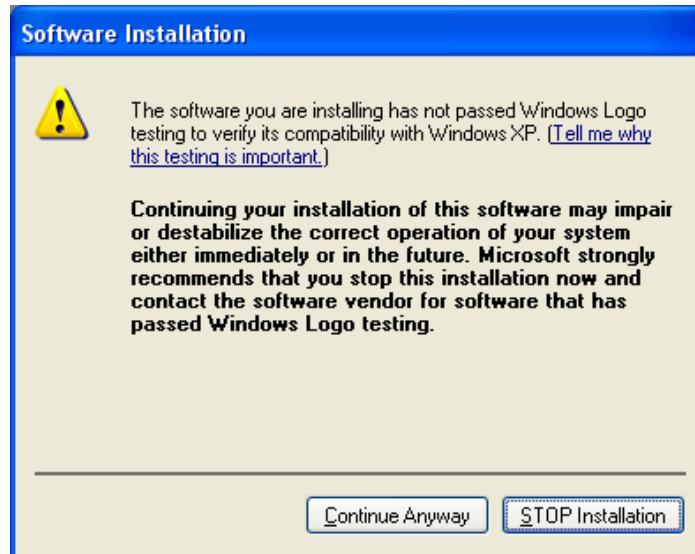 Software Installation
The software you are installing has not passed Windows Logo
testing to verify its compatibility with Windows XP. (Tell me why
this testing is important.)
Continuing your installation of this software may impair
or destabilize the correct operation of your system
either immediately or in the future. Microsoft strongly
recommends that you stop this installation now and
contact the software vendor for software that has
passed Windows Logo testing.
Continue Anyway
STOP Installation